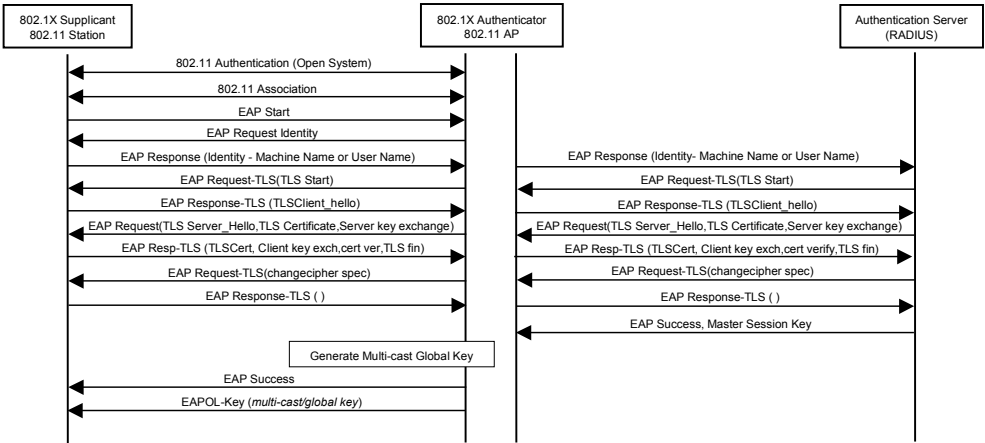 802.1X Supplicant
802.11 Station
802.1X Authenticator
802.11 AP
Authentication Server
(RADIUS)
802.11 Authentication (Open System)
802.11 Association
EAP Start
EAP Request Identity
EAP Response (Identity - Machine Name or User Name)
EAP Response (Identity- Machine Name or User Name)
EAP Request-TLS(TLS Start)
EAP Request-TLS(TLS Start)
EAP Response-TLS (TLSClient_hello)
EAP Response-TLS (TLSClient_hello)
EAP Request(TLS Server_Hello,TLS Certificate,Server key exchange)
EAP Request(TLS Server_Hello,TLS Certificate,Server key exchange)
EAP Resp-TLS (TLSCert, Client key exch,cert ver,TLS fin)
EAP Resp-TLS (TLSCert, Client key exch,cert verify,TLS fin)
EAP Request-TLS(changecipher spec)
EAP Request-TLS(changecipher spec)
EAP Response-TLS ( )
EAP Response-TLS ( )
EAP Success, Master Session Key
Generate Multi-cast Global Key
EAP Success
EAPOL-Key (multi-cast/global key)